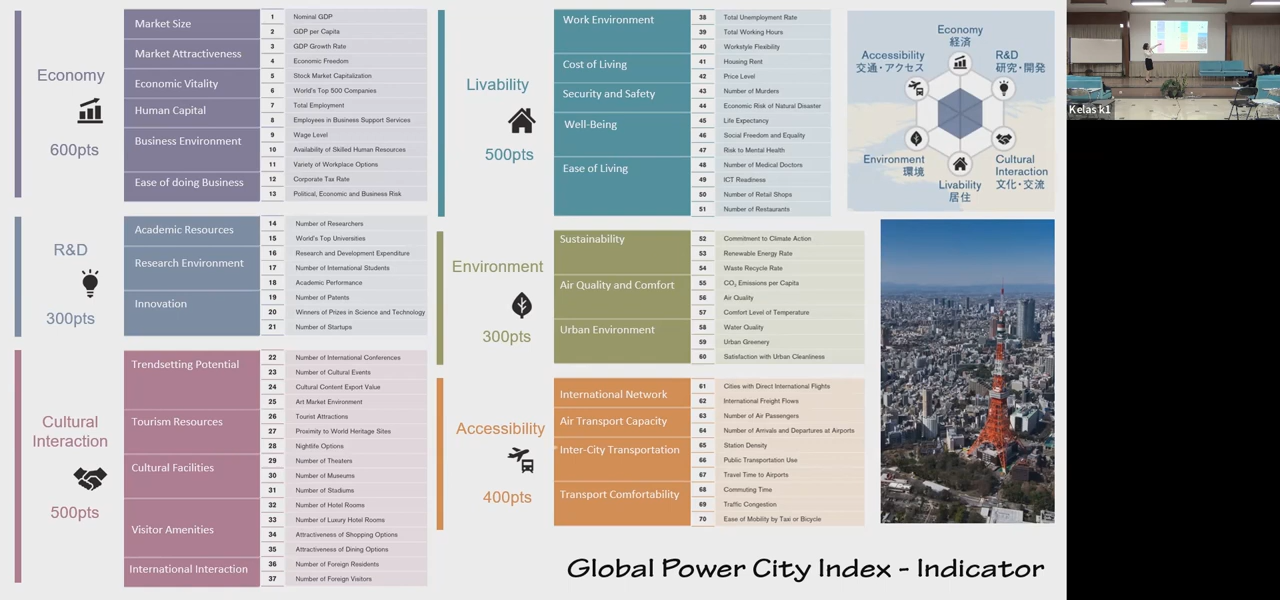 Economy
600pts
Market Size
Market Attractiveness
Economic Vitality
Human Capital
Business Environment
Ease of doing Business
1 Nominal GDP
2 GDP per Capita
3 GDP Growth Rate
4 Economic Freedom
5 Stock Market Capitalization
6 World's Top 500 Companies
7 Total Employment
8 Employees in Business Support Services
9 Wage Level
10 Availability of Skilled Human Resources
11 Variety of Workplace Options
12 Corporate Tax Rate
13 Political, Economic and Business Risk
R&D
300pts
Academic Resources
Research Environment
Innovation
14 Number of Researchers
15 World's Top Universities
16 Research and Development Expenditure
17 Number of International Students
18 Academic Performance
19 Number of Patents
20 Winners of Prizes in Science and Technology
21 Number of Startups
Cultural
Interaction
500pts
Trendsetting Potential
Tourism Resources
Cultural Facilities
Visitor Amenities
International Interaction
22 Number of International Conferences
23 Number of Cultural Events
24 Cultural Content Export Value
25 Art Market Environment
26 Tourist Attractions
27 Proximity to World Heritage Sites
28 Nightlife Options
29 Number of Theaters
30 Number of Museums
31 Number of Stadiums
32 Number of Hotel Rooms
33 Number of Luxury Hotel Rooms
34 Attractiveness of Shopping Options
35 Attractiveness of Dining Options
36 Number of Foreign Residents
37 Number of Foreign Visitors
Livability
500pts
Work Environment
Cost of Living
Security and Safety
Well-Being
Ease of Living
38 Total Unemployment Rate
39 Total Working Hours
40 Workstyle Flexibility
41 Housing Rent
42 Price Level
43 Number of Murders
44 Economic Risk of Natural Disaster
45 Life Expectancy
46 Social Freedom and Equality
47 Risk to Mental Health
48 Number of Medical Doctors
49 ICT Readiness
50 Number of Retail Shops
51 Number of Restaurants
Environment
300pts
Sustainability
Air Quality and Comfort
Urban Environment
52 Commitment to Climate Action
53 Renewable Energy Rate
54 Waste Recycle Rate
55 CO₂ Emissions per Capita
56 Air Quality
57 Comfort Level of Temperature
58 Water Quality
59 Urban Greenery
60 Satisfaction with Urban Cleanliness
Accessibility
400pts
International Network
Air Transport Capacity
Inter-City Transportation
Transport Comfortability
61 Cities with Direct International Flights
62 International Freight Flows
63 Number of Air Passengers
64 Number of Arrivals and Departures at Airports
65 Station Density
66 Public Transportation Use
67 Travel Time to Airports
68 Commuting Time
69 Traffic Congestion
70 Ease of Mobility by Taxi or Bicycle
Economy
経済
Accessibility
交通・アクセス
R&D
研究・開発
Environment
環境
Cultural
Interaction
文化・交流
Livability
居住
Global Power City Index - Indicator
Kelas k1